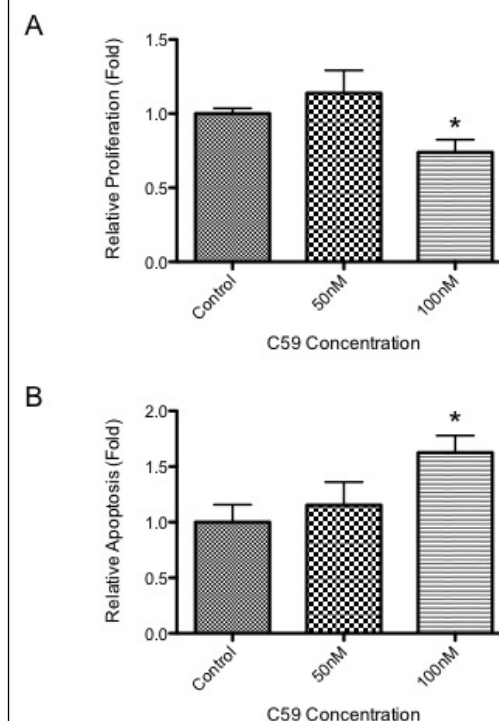 A
Relative Proliferation (Fold)
1.5
1.0
0.5
0.0
*
Control
50nM
100nM
C59 Concentration
B
Relative Apoptosis (Fold)
2.0
1.5
1.0
0.5
0.0
*
Control
50nM
100nM
C59 Concentration